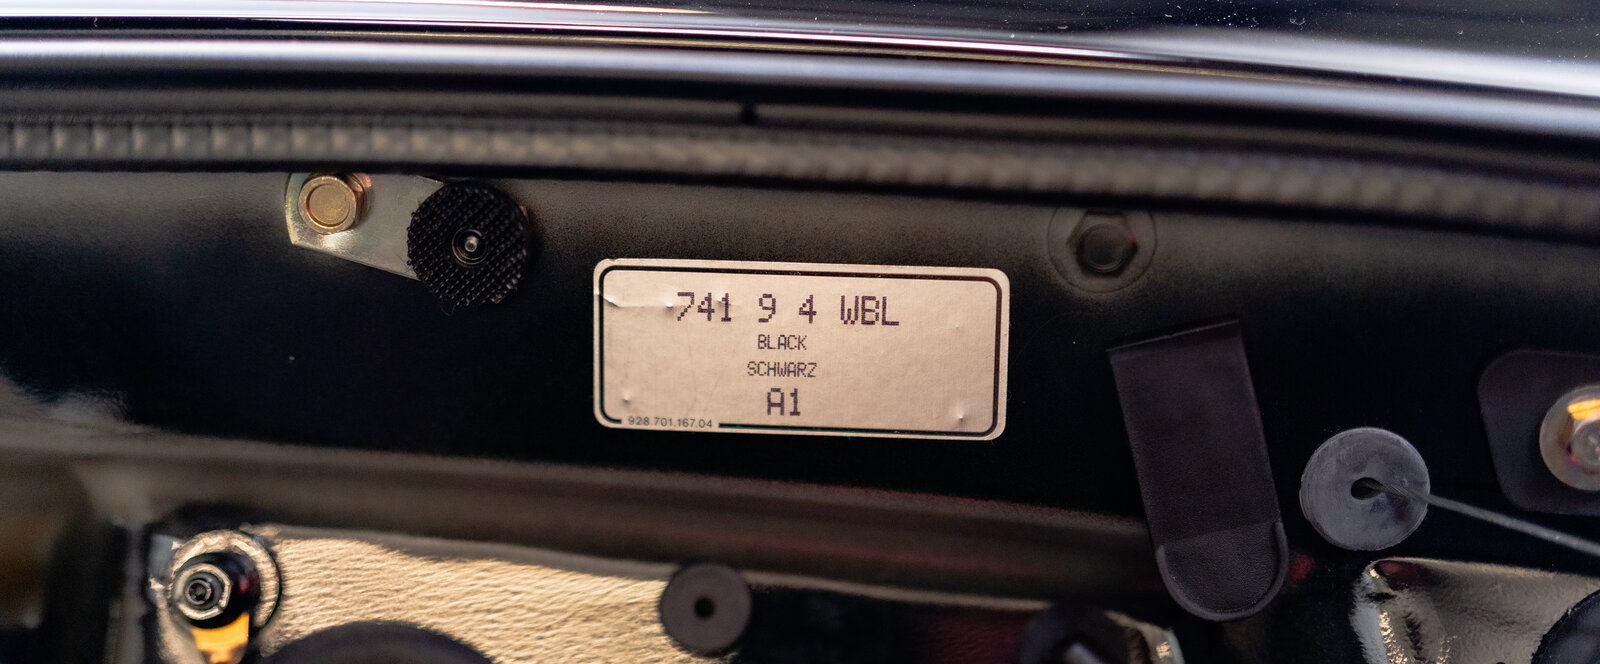 741 9 4 WBL
BLACK
SCHWARZ
A1
928.701.167.04